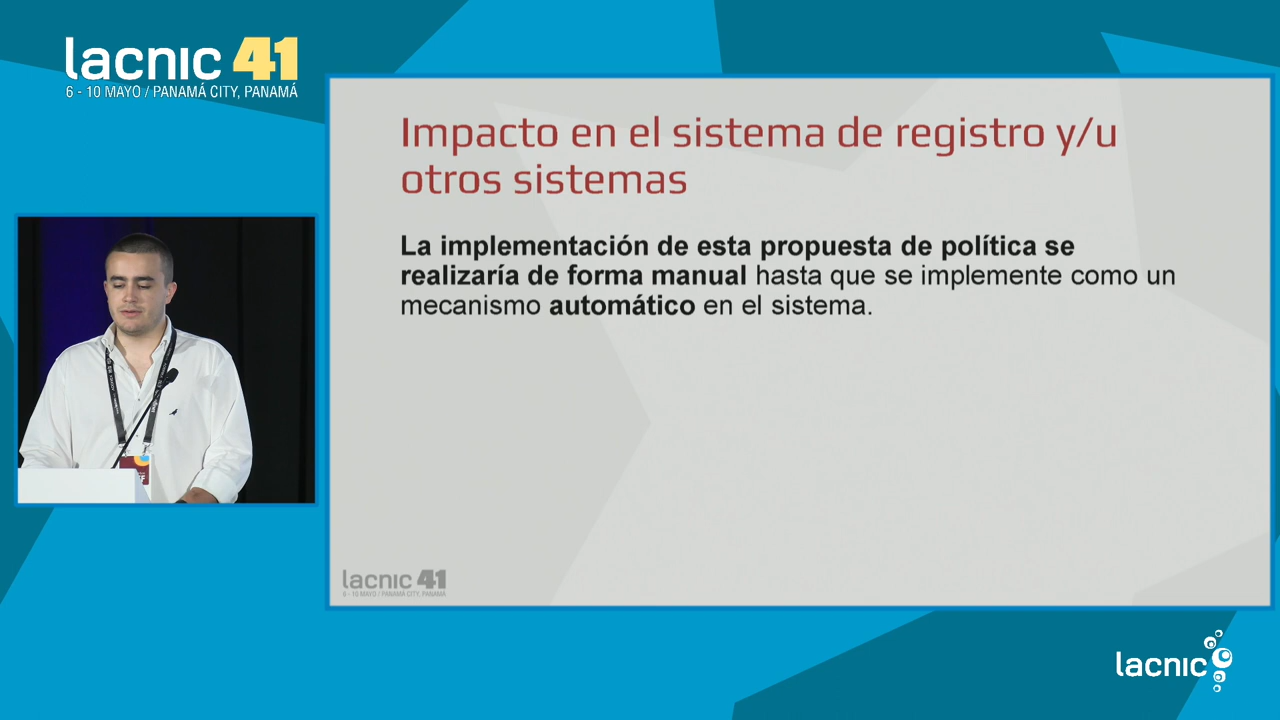 lacnic 41
6 - 10 MAYO / PANAMÁ CITY, PANAMÁ
Impacto en el sistema de registro y/u
otros sistemas
La implementación de esta propuesta de política se
realizaría de forma manual hasta que se implemente como un
mecanismo automático en el sistema.
lacnic 41
6 - 10 MAYO / PANAMÁ CITY, PANAMÁ
lacnic